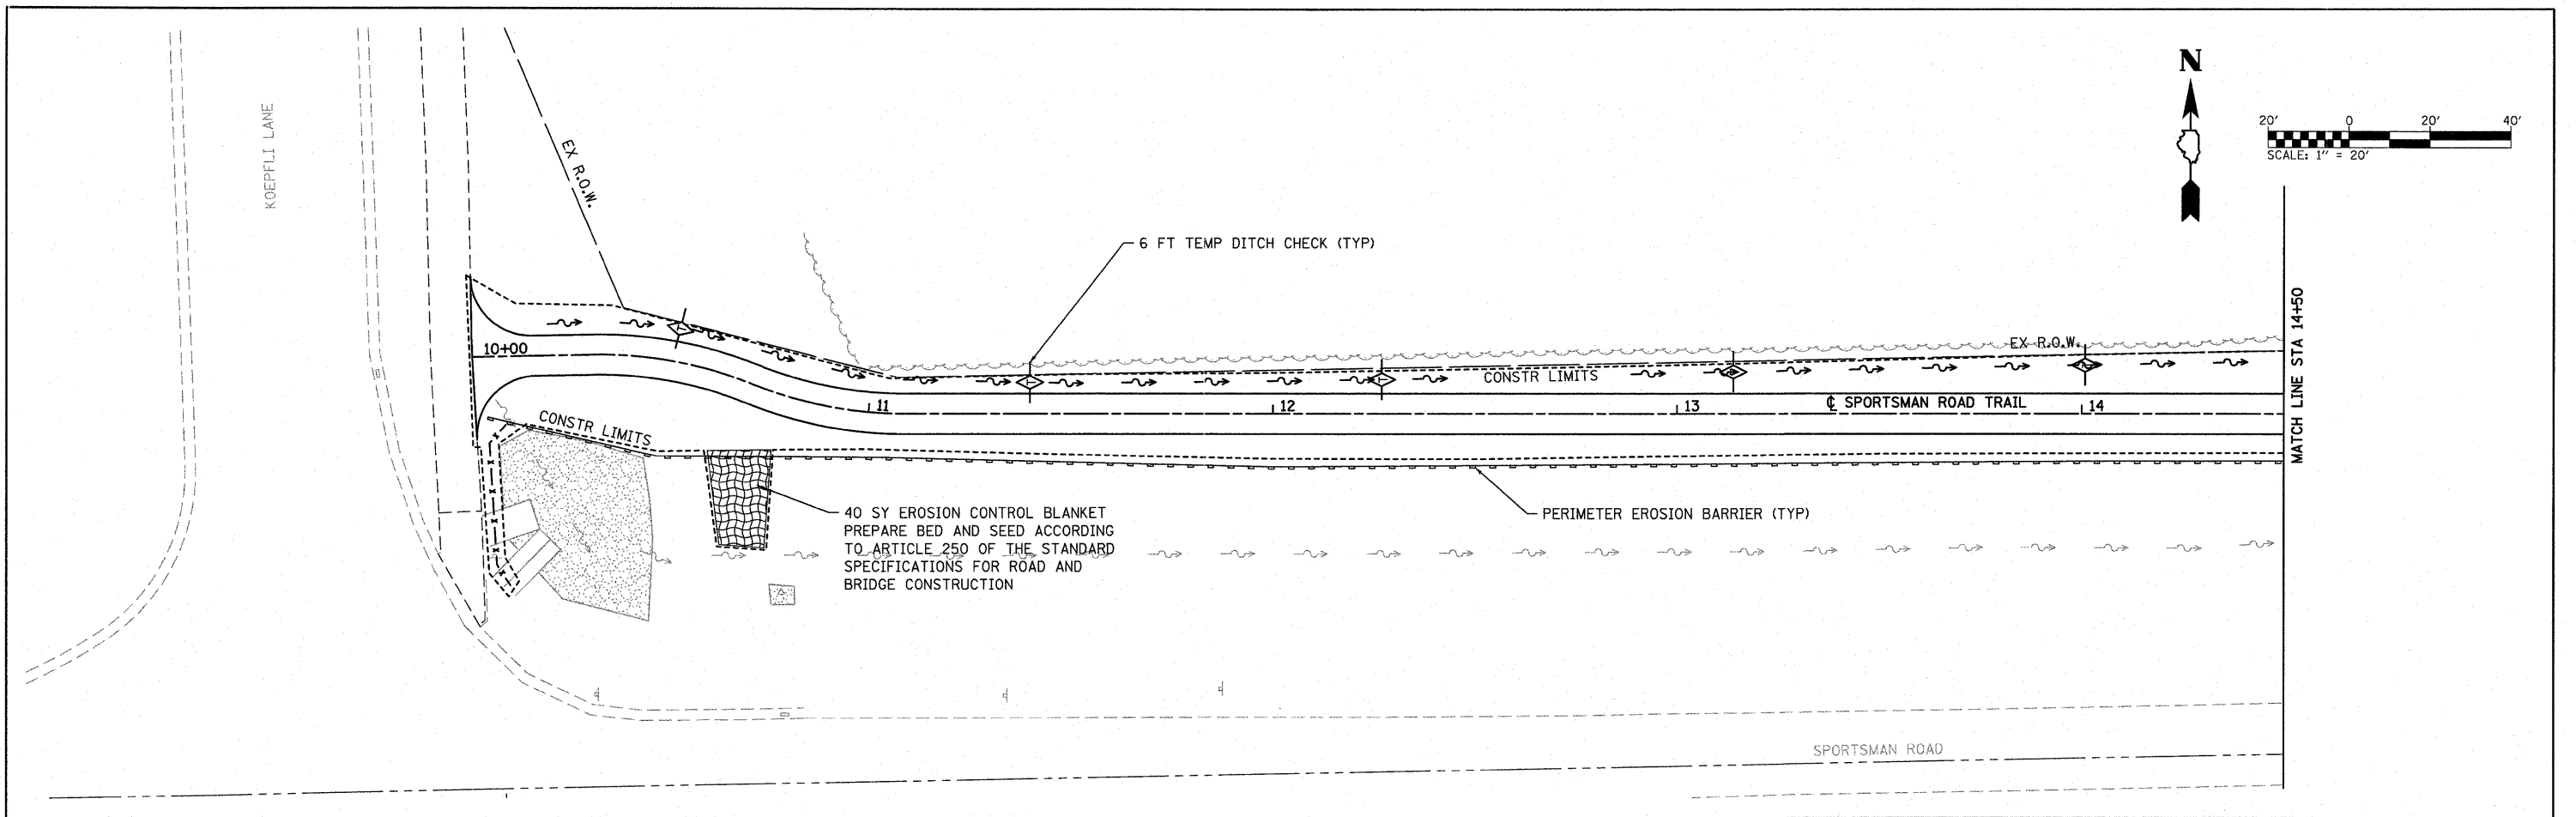 N
20' 0 20' 40'
SCALE: 1" = 20'
KOEPFLI LANE
EX R.O.W.
6 FT TEMP DITCH CHECK (TYP)
MATCH LINE STA 14+50
EX R.O.W.
10+00
CONSTR LIMITS
11 12 13 ℄ SPORTSMAN ROAD TRAIL 14
CONSTR LIMITS
40 SY EROSION CONTROL BLANKET
PREPARE BED AND SEED ACCORDING
TO ARTICLE 250 OF THE STANDARD
SPECIFICATIONS FOR ROAD AND
BRIDGE CONSTRUCTION
PERIMETER EROSION BARRIER (TYP)
SPORTSMAN ROAD